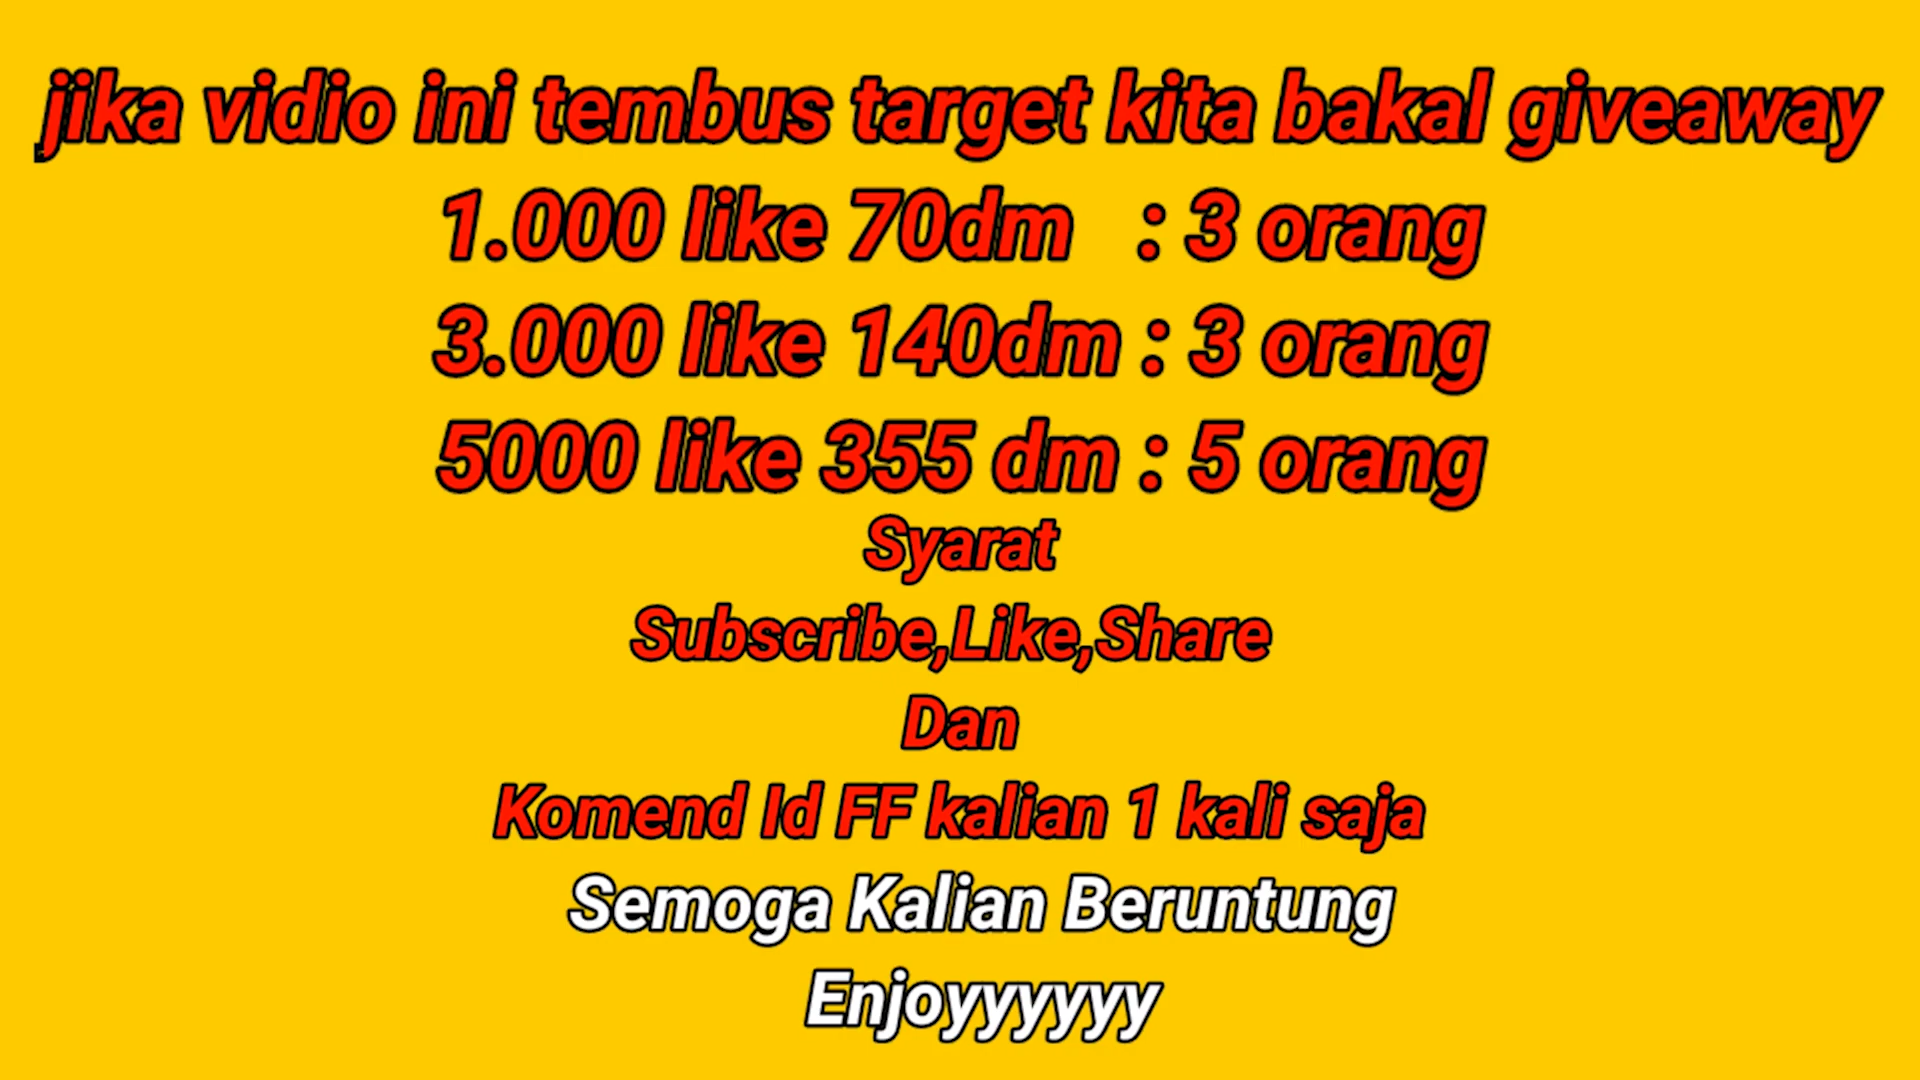 jika vidio ini tembus target kita bakal giveaway
1.000 like 70dm : 3 orang
3.000 like 140dm : 3 orang
5000 like 355 dm : 5 orang
Syarat
Subscribe,Like,Share
Dan
Komend Id FF kalian 1 kali saja
Semoga Kalian Beruntung
Enjoyyyyyy